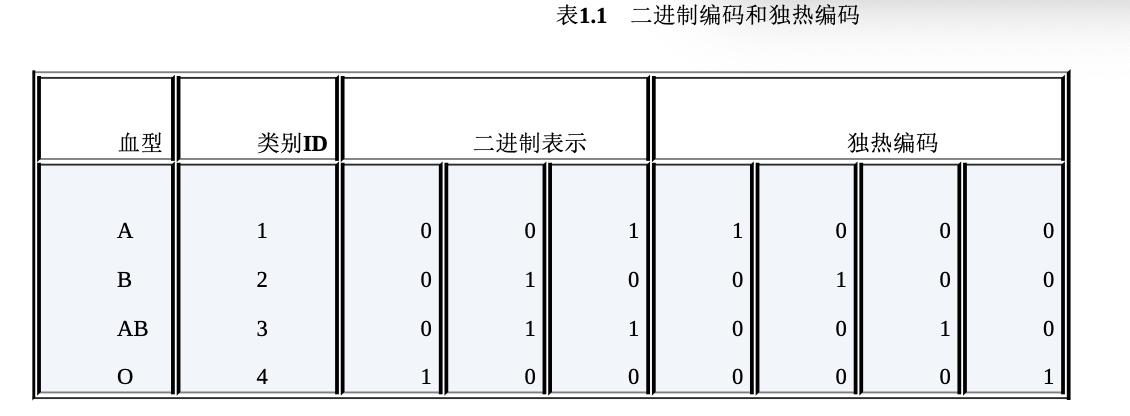 表1.1 二进制编码和独热编码
血型 类别ID 二进制表示 独热编码
A 1 0 0 1 1 0 0 0
B 2 0 1 0 0 1 0 0
AB 3 0 1 1 0 0 1 0
O 4 1 0 0 0 0 0 1